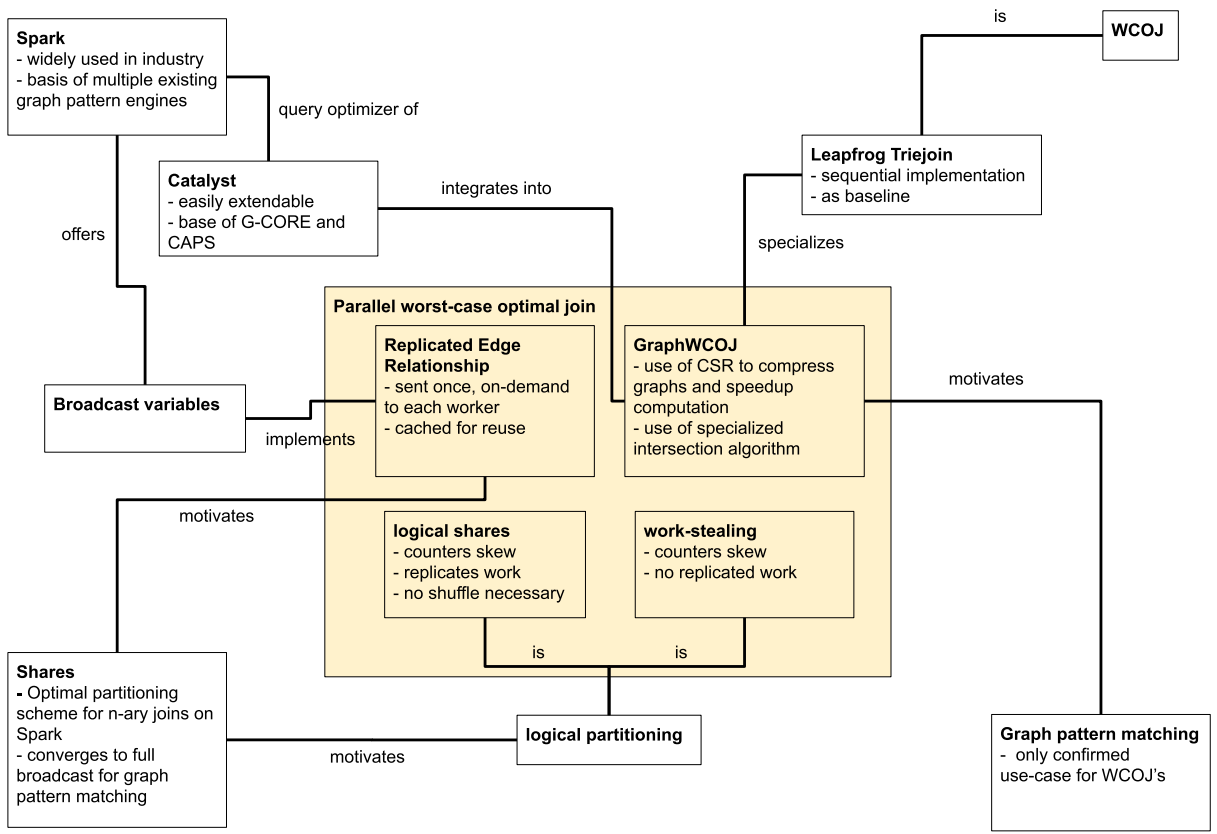 Spark
- widely used in industry
- basis of multiple existing
graph pattern engines
is
WCOJ
query optimizer of
Catalyst
- easily extendable
- base of G-CORE and
CAPS
integrates into
Leapfrog Triejoin
- sequential implementation
- as baseline
offers
specializes
Parallel worst-case optimal join
Replicated Edge
Relationship
- sent once, on-demand
to each worker
- cached for reuse
GraphWCOJ
- use of CSR to compress
graphs and speedup
computation
- use of specialized
intersection algorithm
motivates
Broadcast variables
implements
motivates
logical shares
- counters skew
- replicates work
- no shuffle necessary
work-stealing
- counters skew
- no replicated work
is
is
Shares
- Optimal partitioning
scheme for n-ary joins on
Spark
- converges to full
broadcast for graph
pattern matching
motivates
logical partitioning
Graph pattern matching
- only confirmed
use-case for WCOJ's